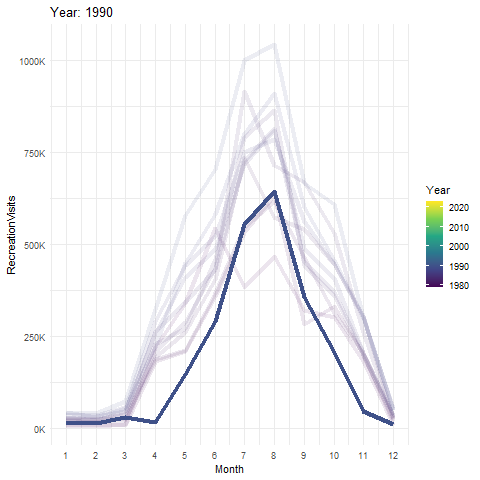 Year: 1990
1000K
750K
500K
250K
0K
RecreationVisits
1 2 3 4 5 6 7 8 9 10 11 12
Month
Year
2020
2010
2000
1990
1980